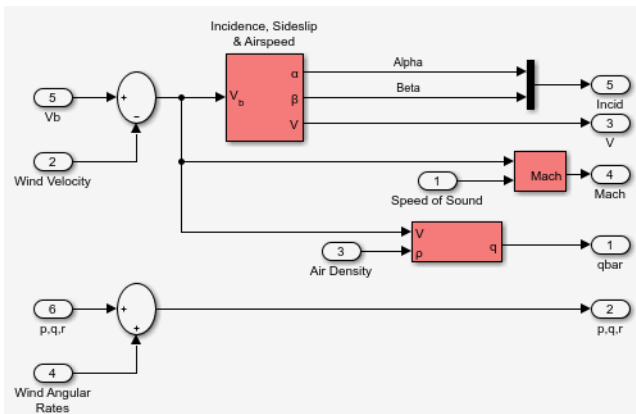 Incidence, Sideslip
& Airspeed
α
Alpha
5
Vb
+
−
V_b
β
Beta
5
Incid
V
3
V
2
Wind Velocity
1
Speed of Sound
Mach
4
Mach
V
ρ
q
3
Air Density
1
qbar
6
p,q,r
+
+
2
p,q,r
4
Wind Angular
Rates